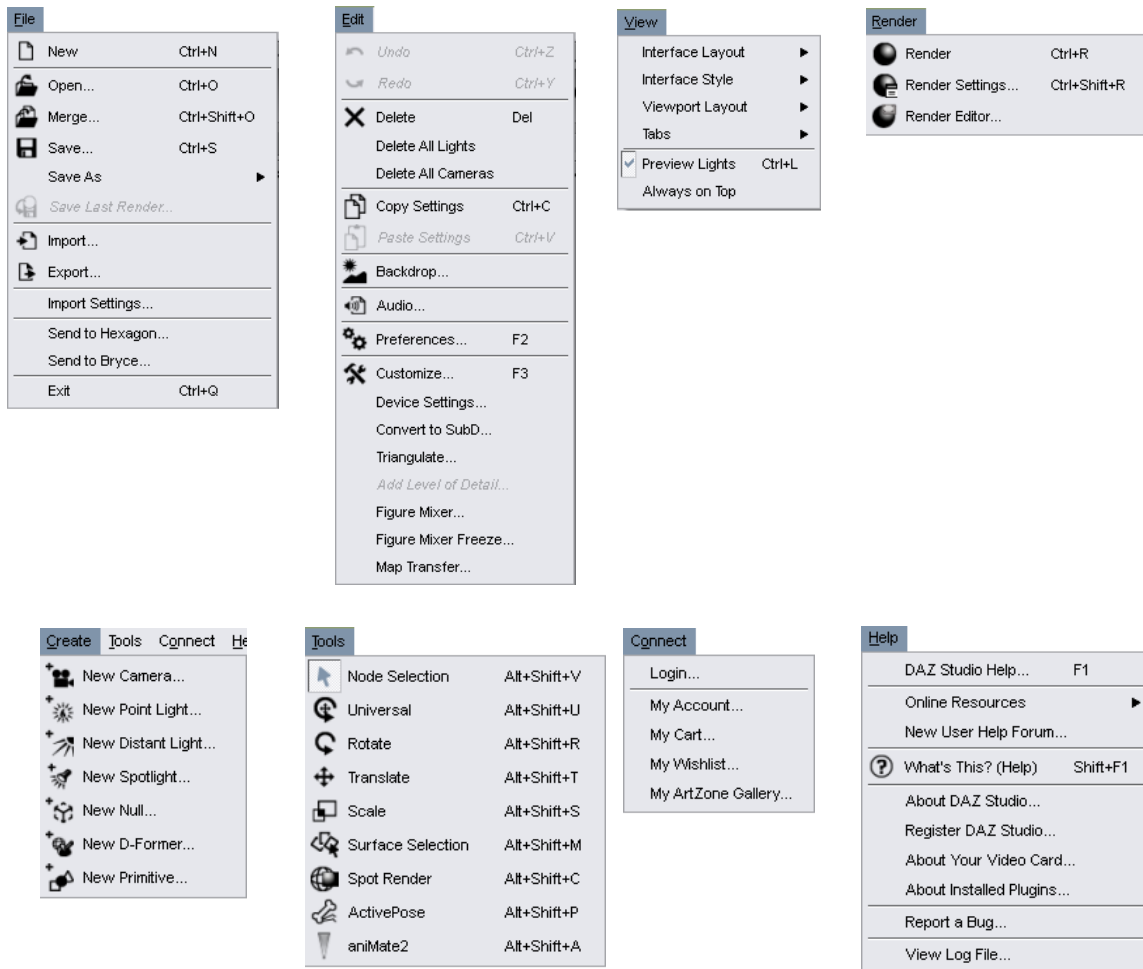 File
New Ctrl+N
Open... Ctrl+O
Merge... Ctrl+Shift+O
Save... Ctrl+S
Save As
Save Last Render...
Import...
Export...
Import Settings...
Send to Hexagon...
Send to Bryce...
Exit Ctrl+Q
Edit
Undo Ctrl+Z
Redo Ctrl+Y
Delete Del
Delete All Lights
Delete All Cameras
Copy Settings Ctrl+C
Paste Settings Ctrl+V
Backdrop...
Audio...
Preferences... F2
Customize... F3
Device Settings...
Convert to SubD...
Triangulate...
Add Level of Detail...
Figure Mixer...
Figure Mixer Freeze...
Map Transfer...
View
Interface Layout
Interface Style
Viewport Layout
Tabs
Preview Lights Ctrl+L
Always on Top
Render
Render Ctrl+R
Render Settings... Ctrl+Shift+R
Render Editor...
Create Tools Connect He
New Camera...
New Point Light...
New Distant Light...
New Spotlight...
New Null...
New D-Former...
New Primitive...
Tools
Node Selection Alt+Shift+V
Universal Alt+Shift+U
Rotate Alt+Shift+R
Translate Alt+Shift+T
Scale Alt+Shift+S
Surface Selection Alt+Shift+M
Spot Render Alt+Shift+C
ActivePose Alt+Shift+P
aniMate2 Alt+Shift+A
Connect
Login...
My Account...
My Cart...
My Wishlist...
My ArtZone Gallery...
Help
DAZ Studio Help... F1
Online Resources
New User Help Forum...
What's This? (Help) Shift+F1
About DAZ Studio...
Register DAZ Studio...
About Your Video Card...
About Installed Plugins...
Report a Bug...
View Log File...